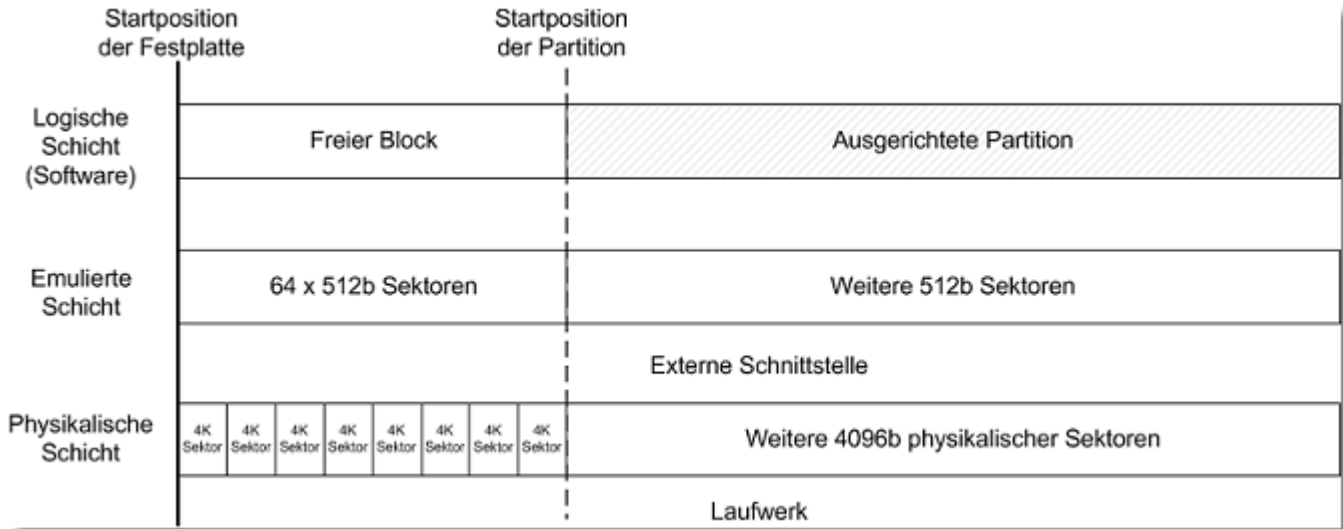 Startposition
der Festplatte
Startposition
der Partition
Logische
Schicht
(Software)
Freier Block
Ausgerichtete Partition
Emulierte
Schicht
64 x 512b Sektoren
Weitere 512b Sektoren
Externe Schnittstelle
Physikalische
Schicht
4K
Sektor
4K
Sektor
4K
Sektor
4K
Sektor
4K
Sektor
4K
Sektor
4K
Sektor
4K
Sektor
Weitere 4096b physikalischer Sektoren
Laufwerk